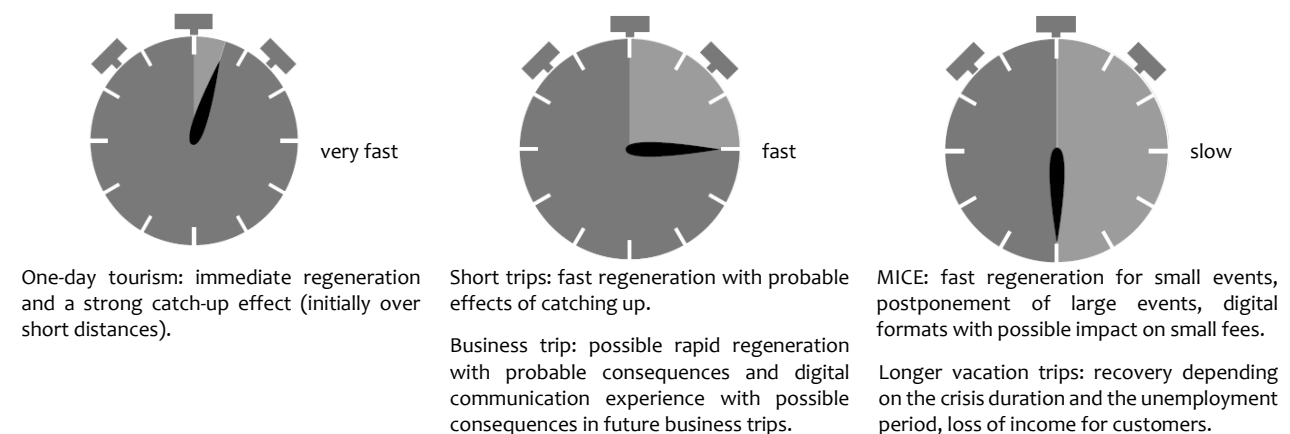 very fast
fast
slow
One-day tourism: immediate regeneration
and a strong catch-up effect (initially over
short distances).
Short trips: fast regeneration with probable
effects of catching up.
Business trip: possible rapid regeneration
with probable consequences and digital
communication experience with possible
consequences in future business trips.
MICE: fast regeneration for small events,
postponement of large events, digital
formats with possible impact on small fees.
Longer vacation trips: recovery depending
on the crisis duration and the unemployment
period, loss of income for customers.